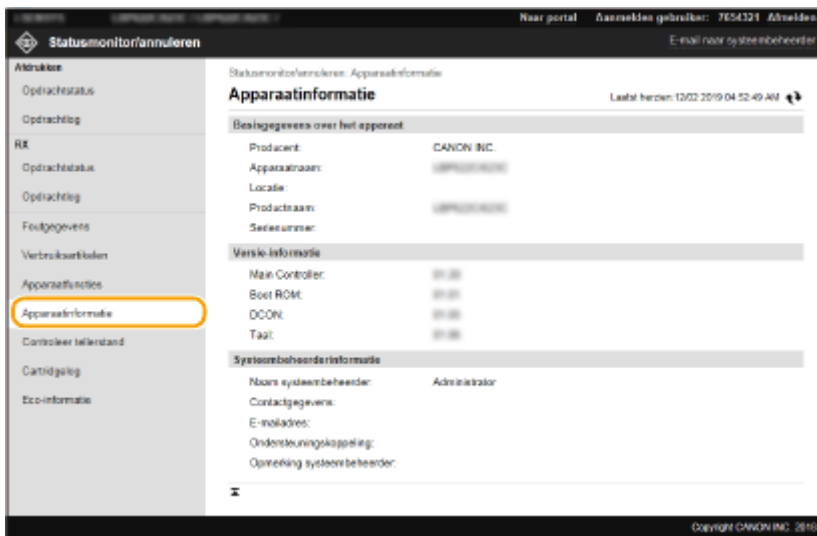 Naar portal Aanmelden gebruiker: 7654321 Afmelden
Statusmonitor/annuleren
E-mail naar systeembeheerder
Afdrukken
Opdrachtstatus
Opdrachtlog
RX
Opdrachtstatus
Opdrachtlog
Foutgegevens
Verbruiksartikelen
Apparaatfuncties
Apparaatinformatie
Controleer tellerstand
Cartridgelog
Eco-informatie
Statusmonitor/annuleren: Apparaatinformatie
Apparaatinformatie
Laatst herzien: 12/02 2019 04:52:49 AM
Basisgegevens over het apparaat
Producent: CANON INC.
Apparaatnaam:
Locatie:
Productnaam:
Serienummer:
Versie-informatie
Main Controller:
Boot ROM:
DCON:
Taal:
Systeembeheerderinformatie
Naam systeembeheerder: Administrator
Contactgegevens:
E-mailadres:
Ondersteuningskoppeling:
Opmerking systeembeheerder:
Copyright CANON INC. 2018